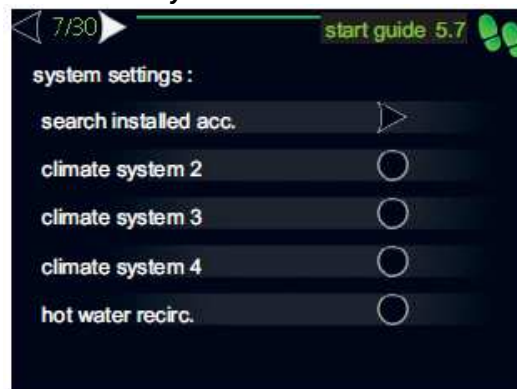 7/30
start guide 5.7
system settings :
search installed acc.
climate system 2
climate system 3
climate system 4
hot water recirc.